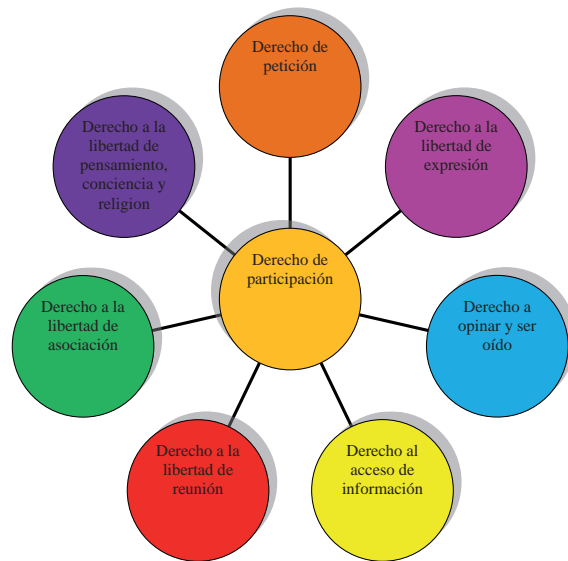 Derecho de
petición
Derecho a la
libertad de
expresión
Derecho a
opinar y ser
oído
Derecho al
acceso de
información
Derecho a la
libertad de
reunión
Derecho a la
libertad de
asociación
Derecho a la
libertad de
pensamiento,
conciencia y
religion
Derecho de
participación